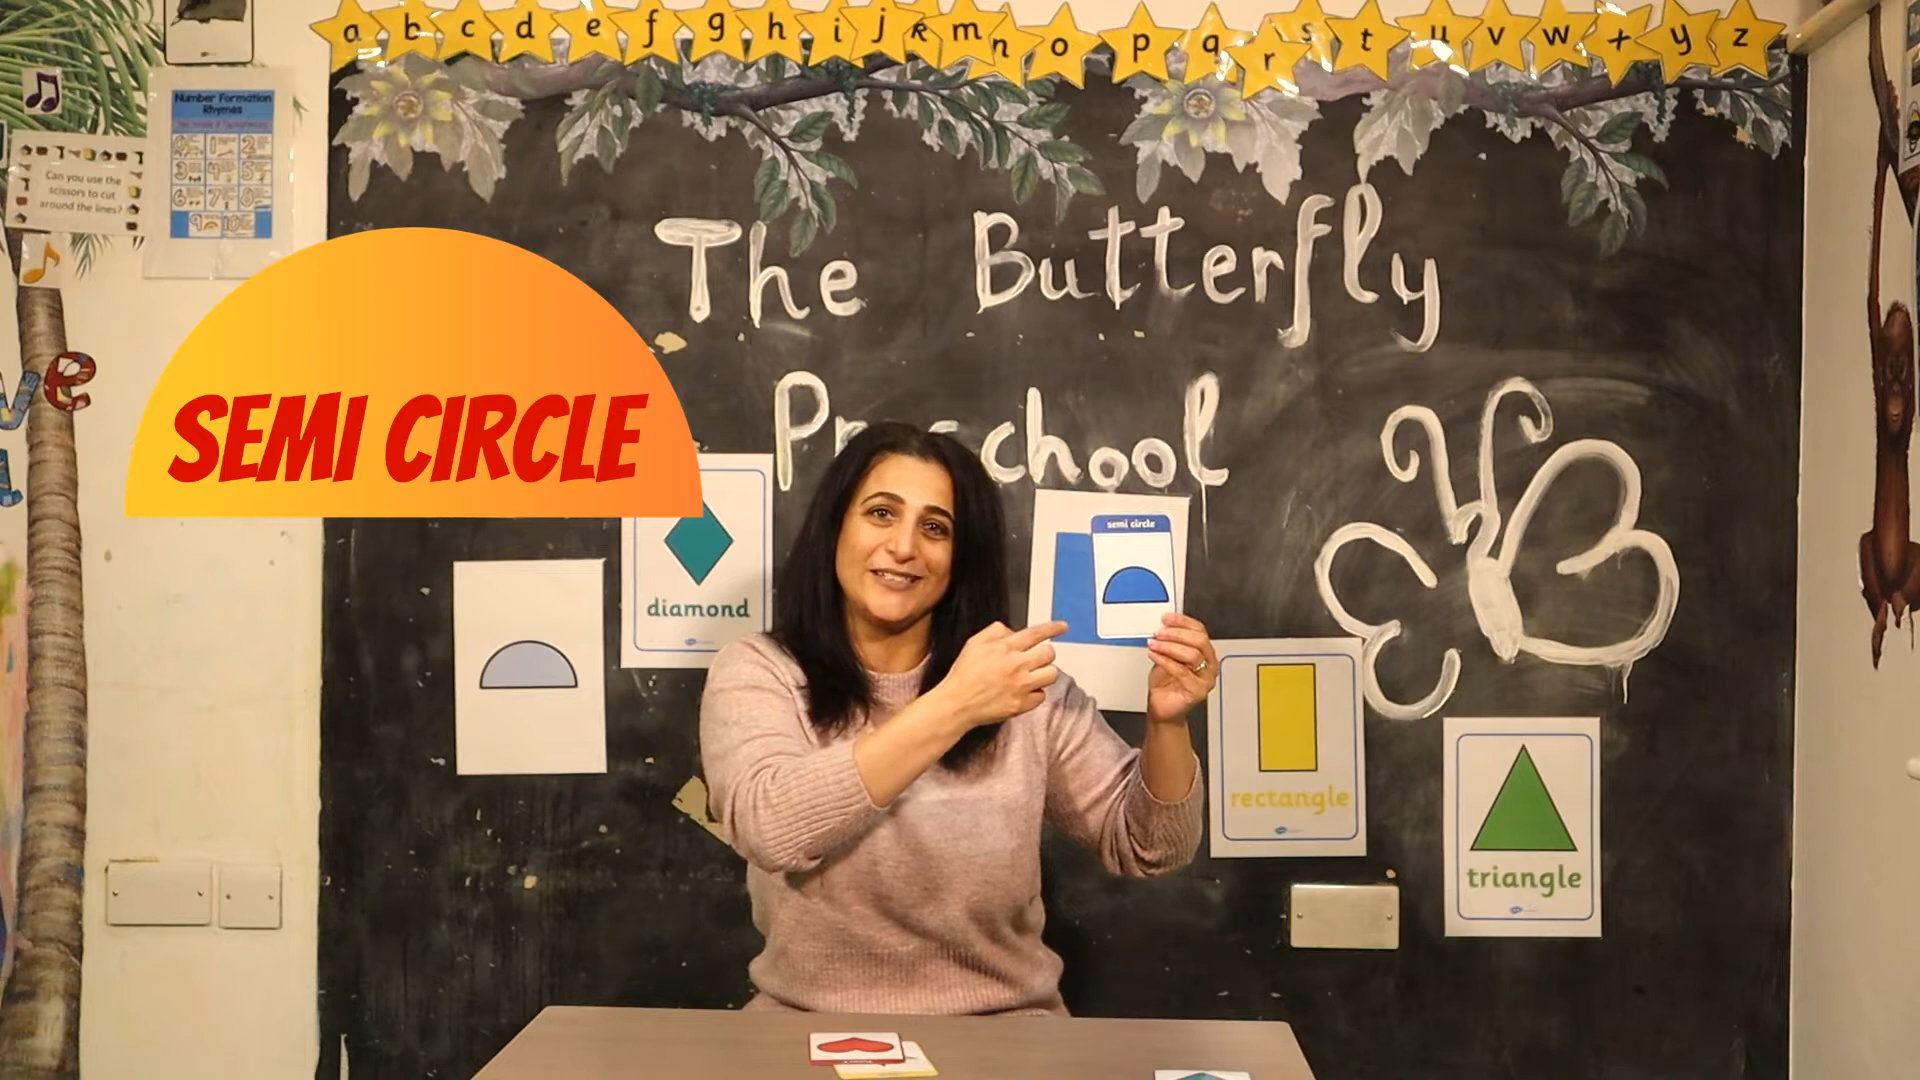 a b c d e f g h i j k m n o p q r s t u v w + y z
Number Formation
Rhymes
Can you use the
scissors to cut
around the lines?
The Butterfly
Preschool
SEMI CIRCLE
semi circle
diamond
rectangle
triangle